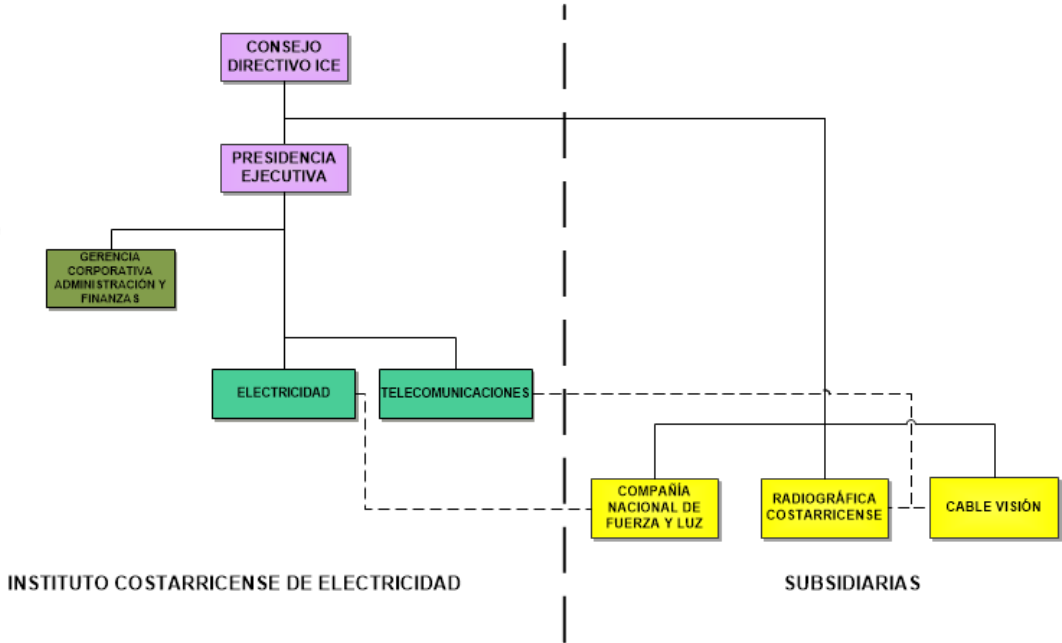 CONSEJO
DIRECTIVO ICE
PRESIDENCIA
EJECUTIVA
GERENCIA
CORPORATIVA
ADMINISTRACIÓN Y
FINANZAS
ELECTRICIDAD
TELECOMUNICACIONES
COMPAÑÍA
NACIONAL DE
FUERZA Y LUZ
RADIOGRÁFICA
COSTARRICENSE
CABLE VISIÓN
INSTITUTO COSTARRICENSE DE ELECTRICIDAD
SUBSIDIARIAS